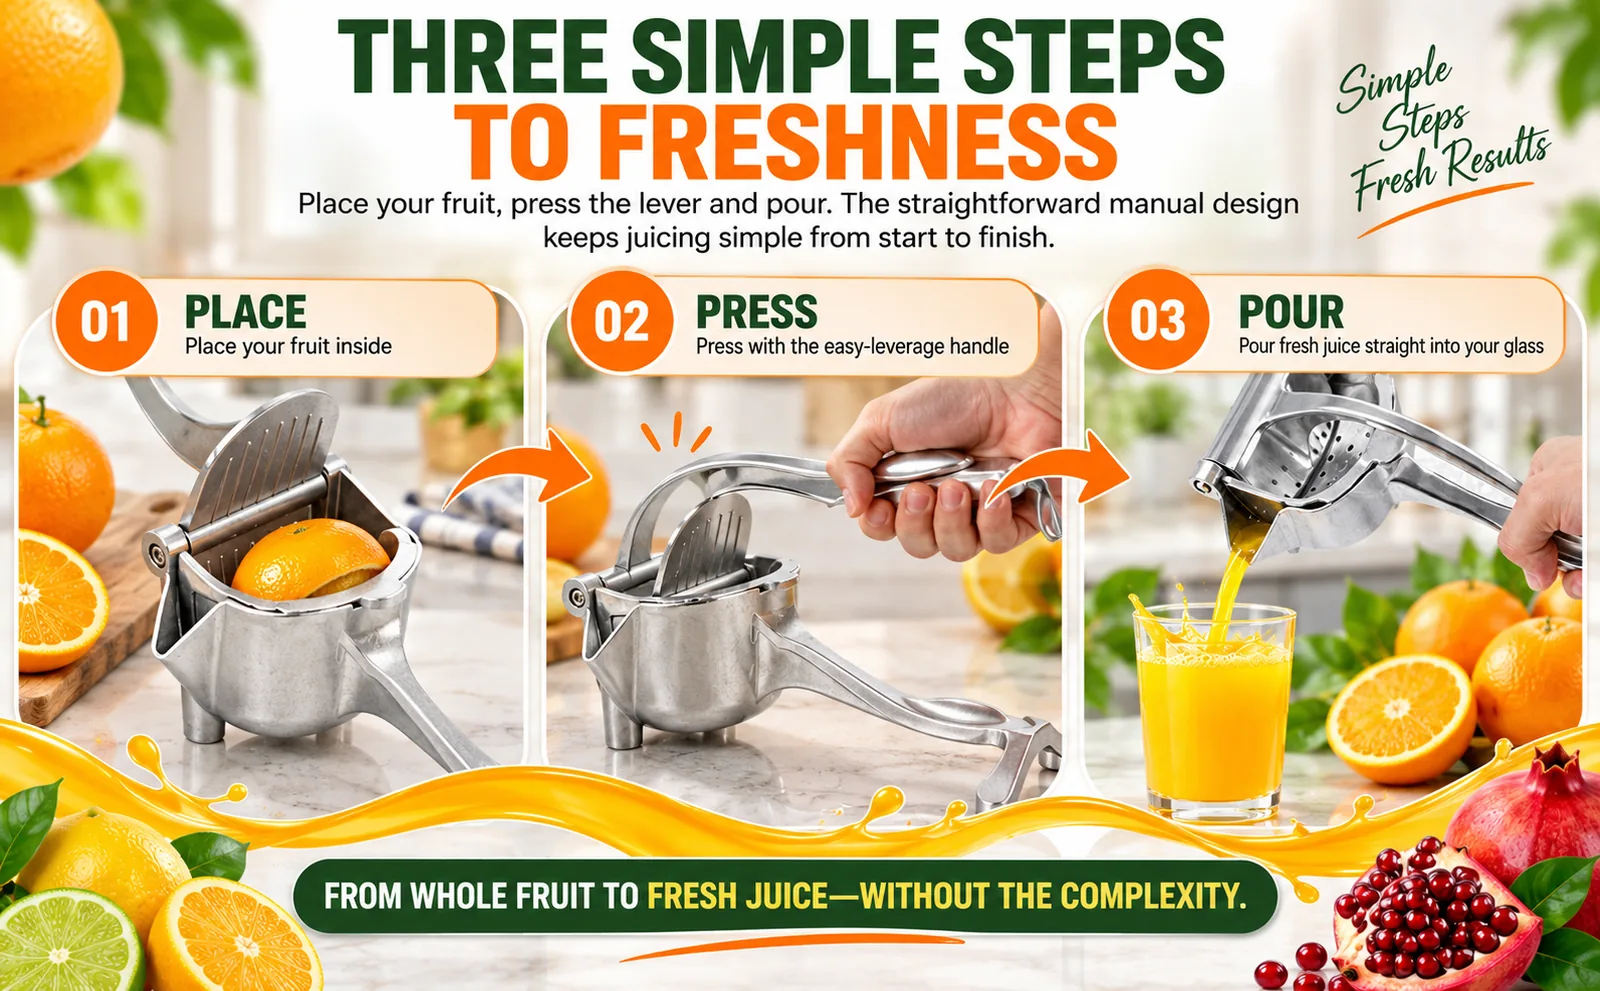 THREE SIMPLE STEPS
TO FRESHNESS
Place your fruit, press the lever and pour. The straightforward manual design
keeps juicing simple from start to finish.
Simple
Steps
Fresh Results
01
PLACE
Place your fruit inside
02
PRESS
Press with the easy-leverage handle
03
POUR
Pour fresh juice straight into your glass
FROM WHOLE FRUIT TO FRESH JUICE—WITHOUT THE COMPLEXITY.